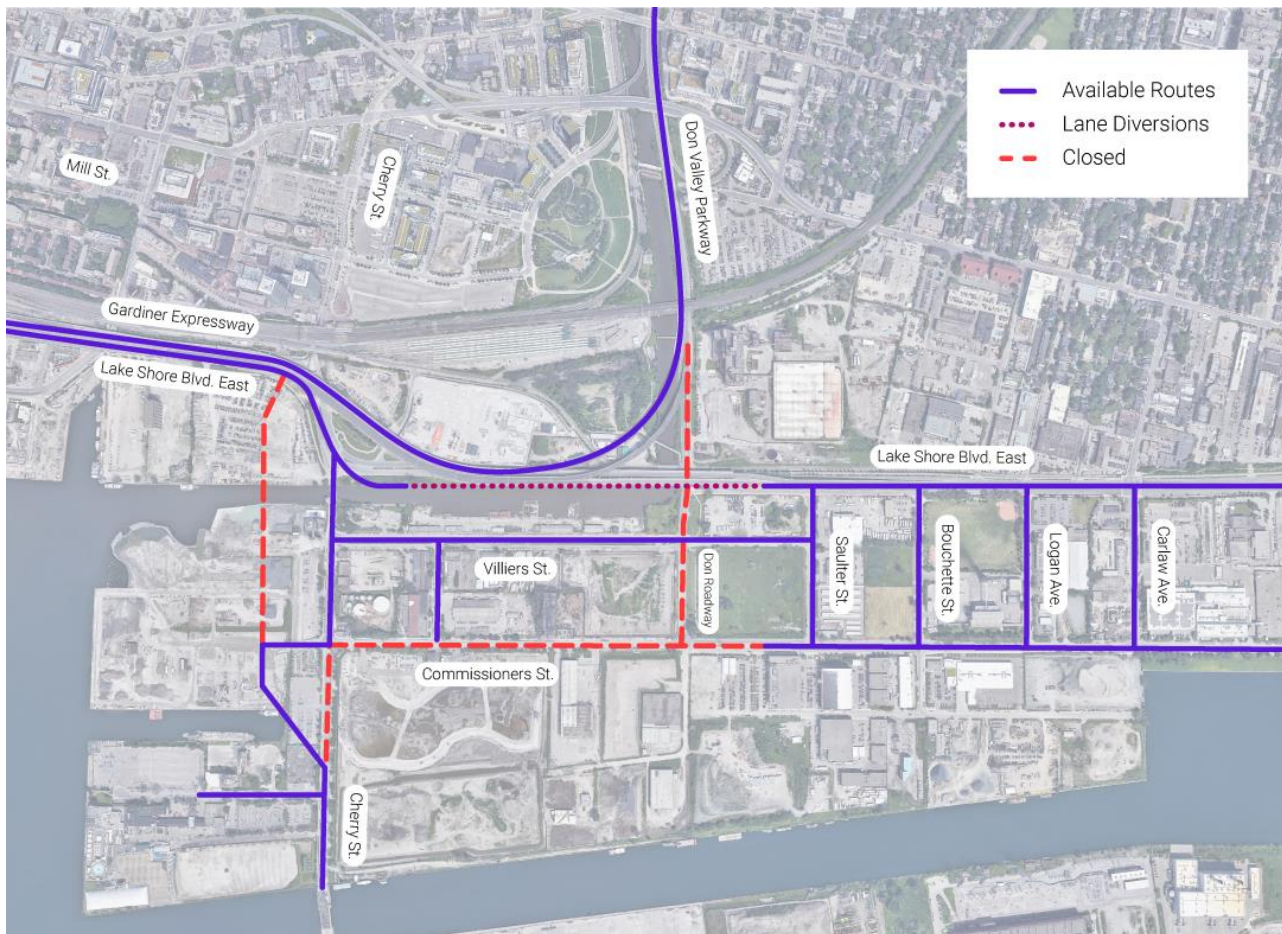 Available Routes
Lane Diversions
Closed
Mill St.
Cherry St.
Don Valley Parkway
Gardiner Expressway
Lake Shore Blvd. East
Lake Shore Blvd. East
Villiers St.
Don Roadway
Saulter St.
Bouchette St.
Logan Ave.
Carlaw Ave.
Commissioners St.
Cherry St.